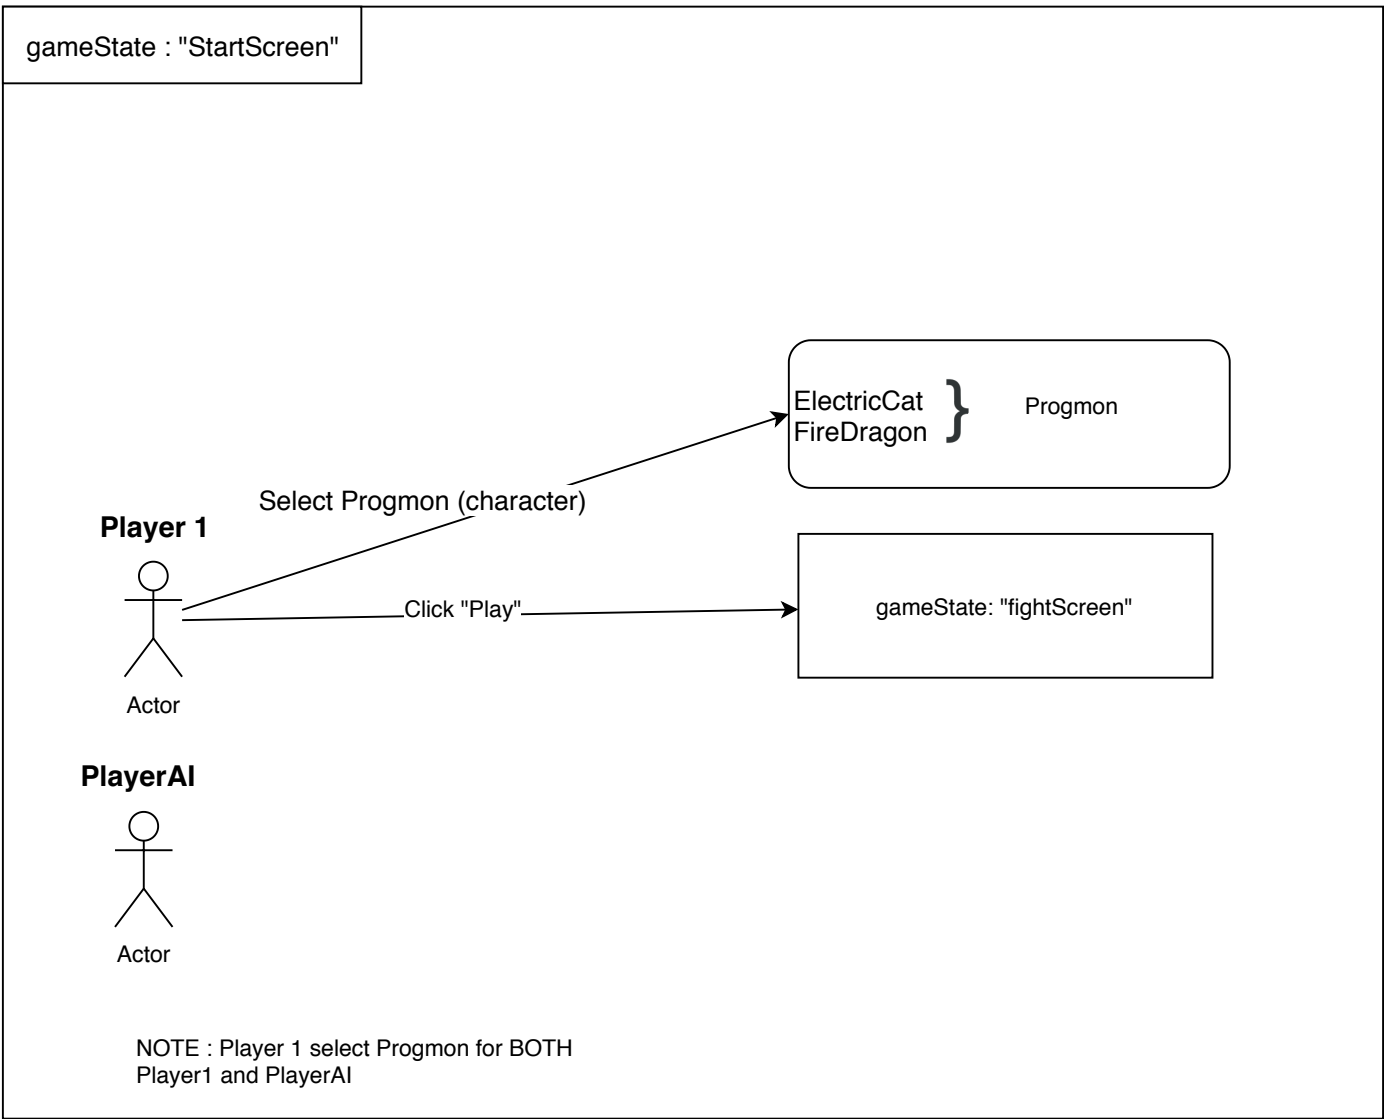 gameState : "StartScreen"
ElectricCat
FireDragon
}
Progmon
Select Progmon (character)
Player 1
Click "Play"
gameState: "fightScreen"
Actor
PlayerAI
Actor
NOTE : Player 1 select Progmon for BOTH
Player1 and PlayerAI